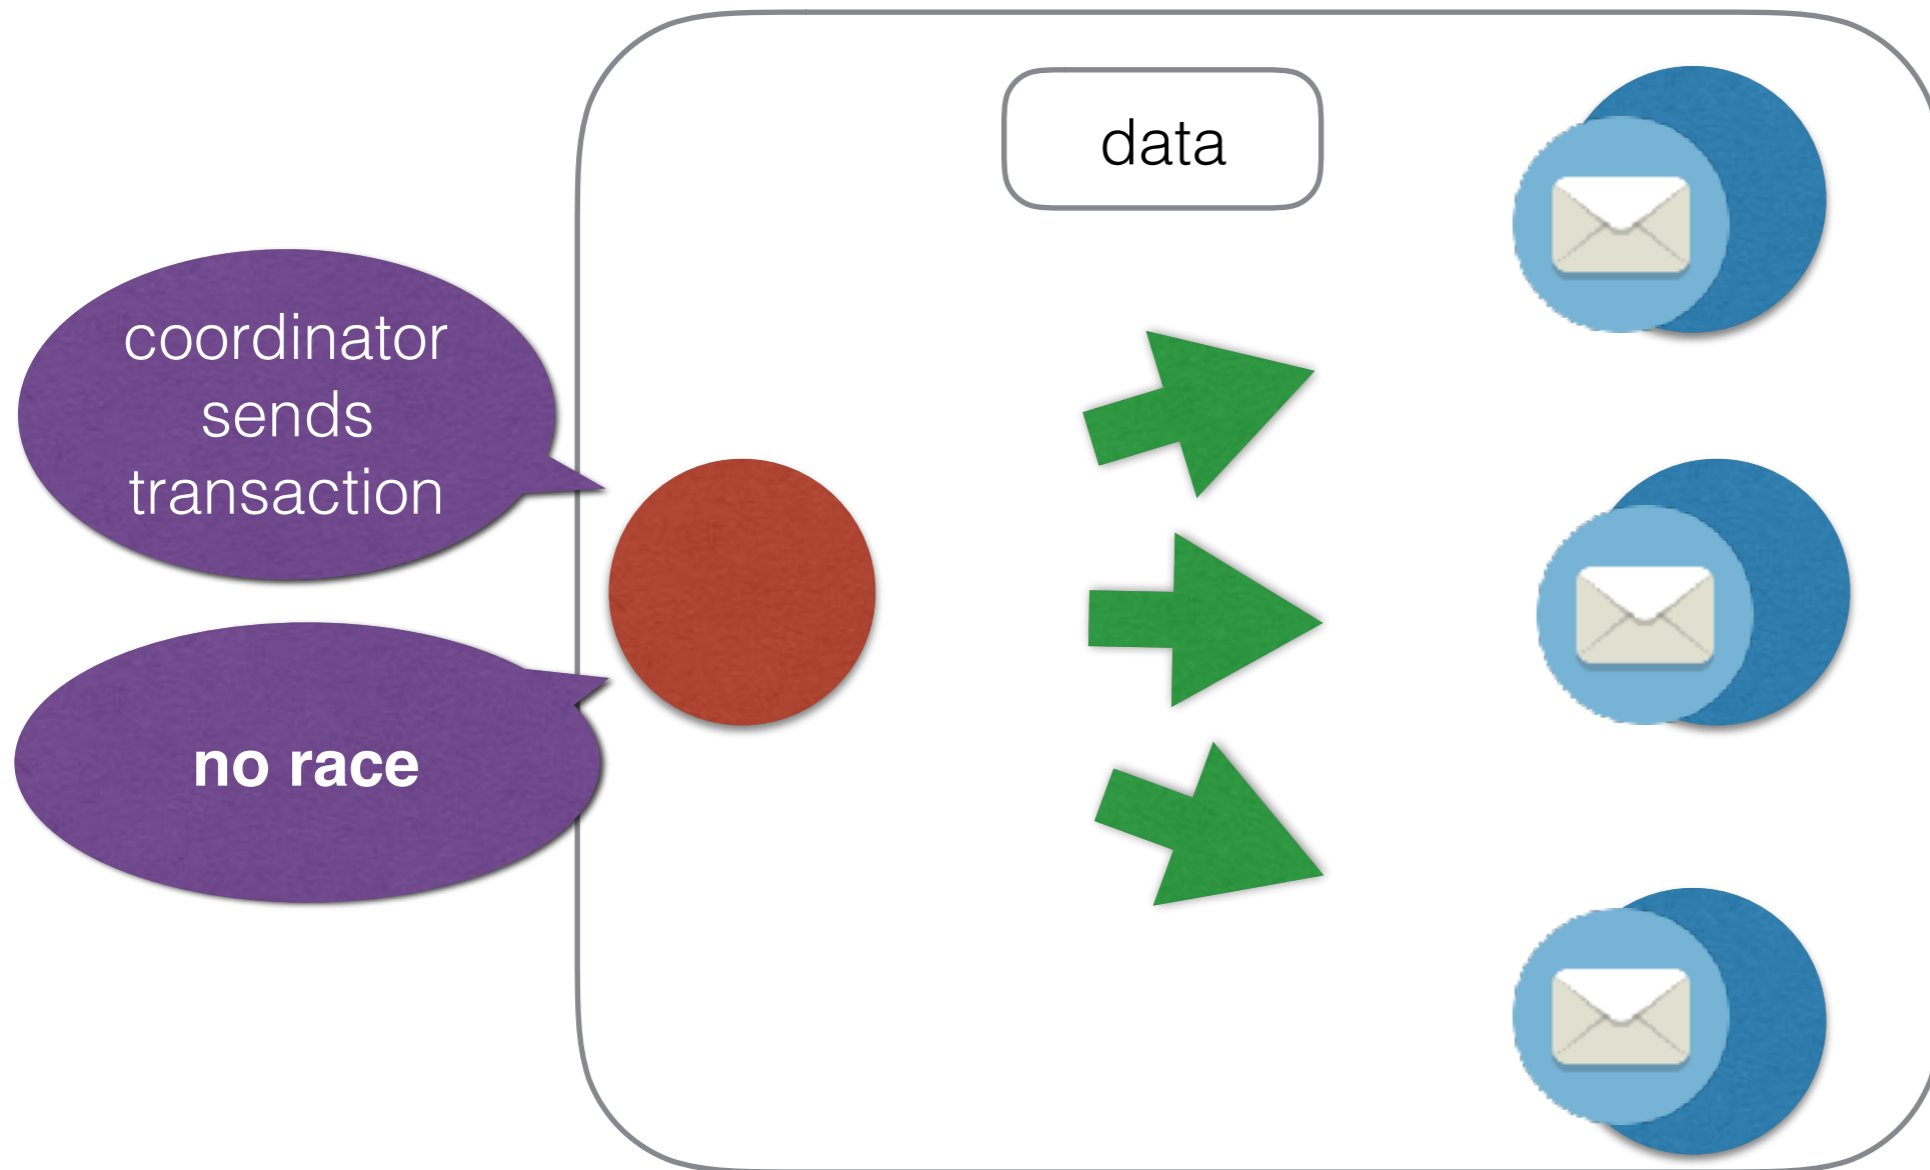 data
coordinator
sends
transaction
no race